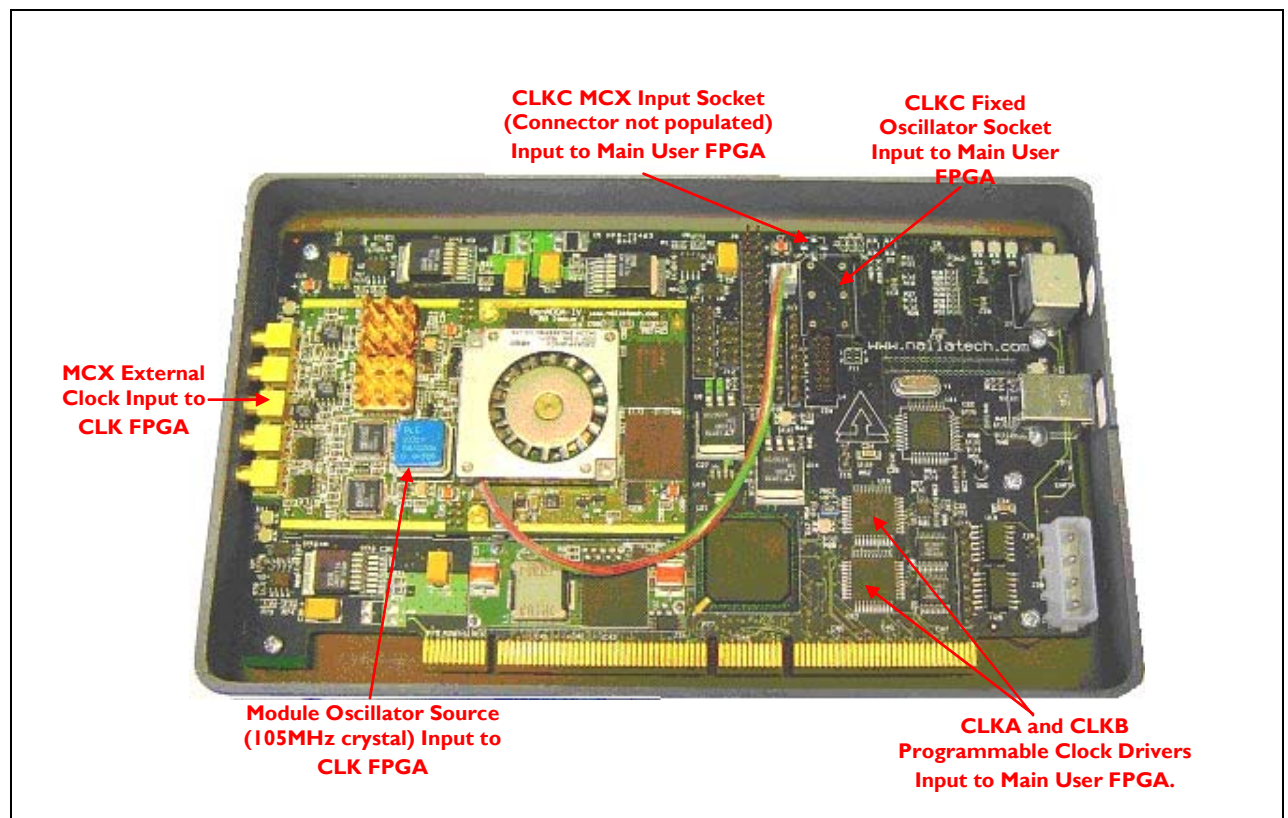 CLKC MCX Input Socket
(Connector not populated)
Input to Main User FPGA
CLKC Fixed
Oscillator Socket
Input to Main User
FPGA
www.nallatech.com
MCX External
Clock Input to
CLK FPGA
Module Oscillator Source
(105MHz crystal) Input to
CLK FPGA
CLKA and CLKB
Programmable Clock Drivers
Input to Main User FPGA.